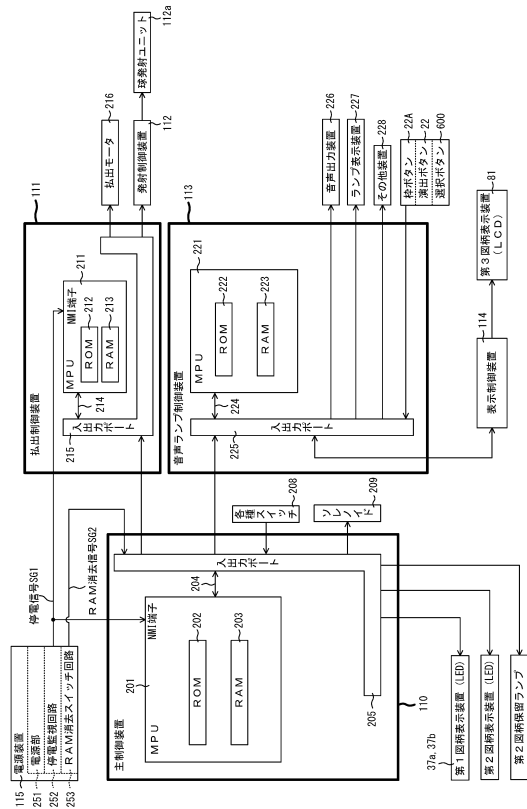 電源装置
115
電源部
251
停電監視回路
252
RAM消去スイッチ回路
253
停電信号SG1
RAM消去信号SG2
払出制御装置
111
MPU
NMI端子
211
ROM
212
RAM
213
214
入出力ポート
215
払出モータ
216
発射制御装置
112
球発射ユニット
112a
主制御装置
110
MPU
NMI端子
201
ROM
202
RAM
203
204
入出力ポート
205
各種スイッチ
208
ソレノイド
209
第1図柄表示装置(LED)
37a,37b
第2図柄表示装置(LED)
第2図柄保留ランプ
音声ランプ制御装置
113
MPU
221
ROM
222
RAM
223
224
入出力ポート
225
音声出力装置
226
ランプ表示装置
227
その他装置
228
枠ボタン
22A
演出ボタン
22
選択ボタン
600
表示制御装置
114
第3図柄表示装置
(LCD)
81